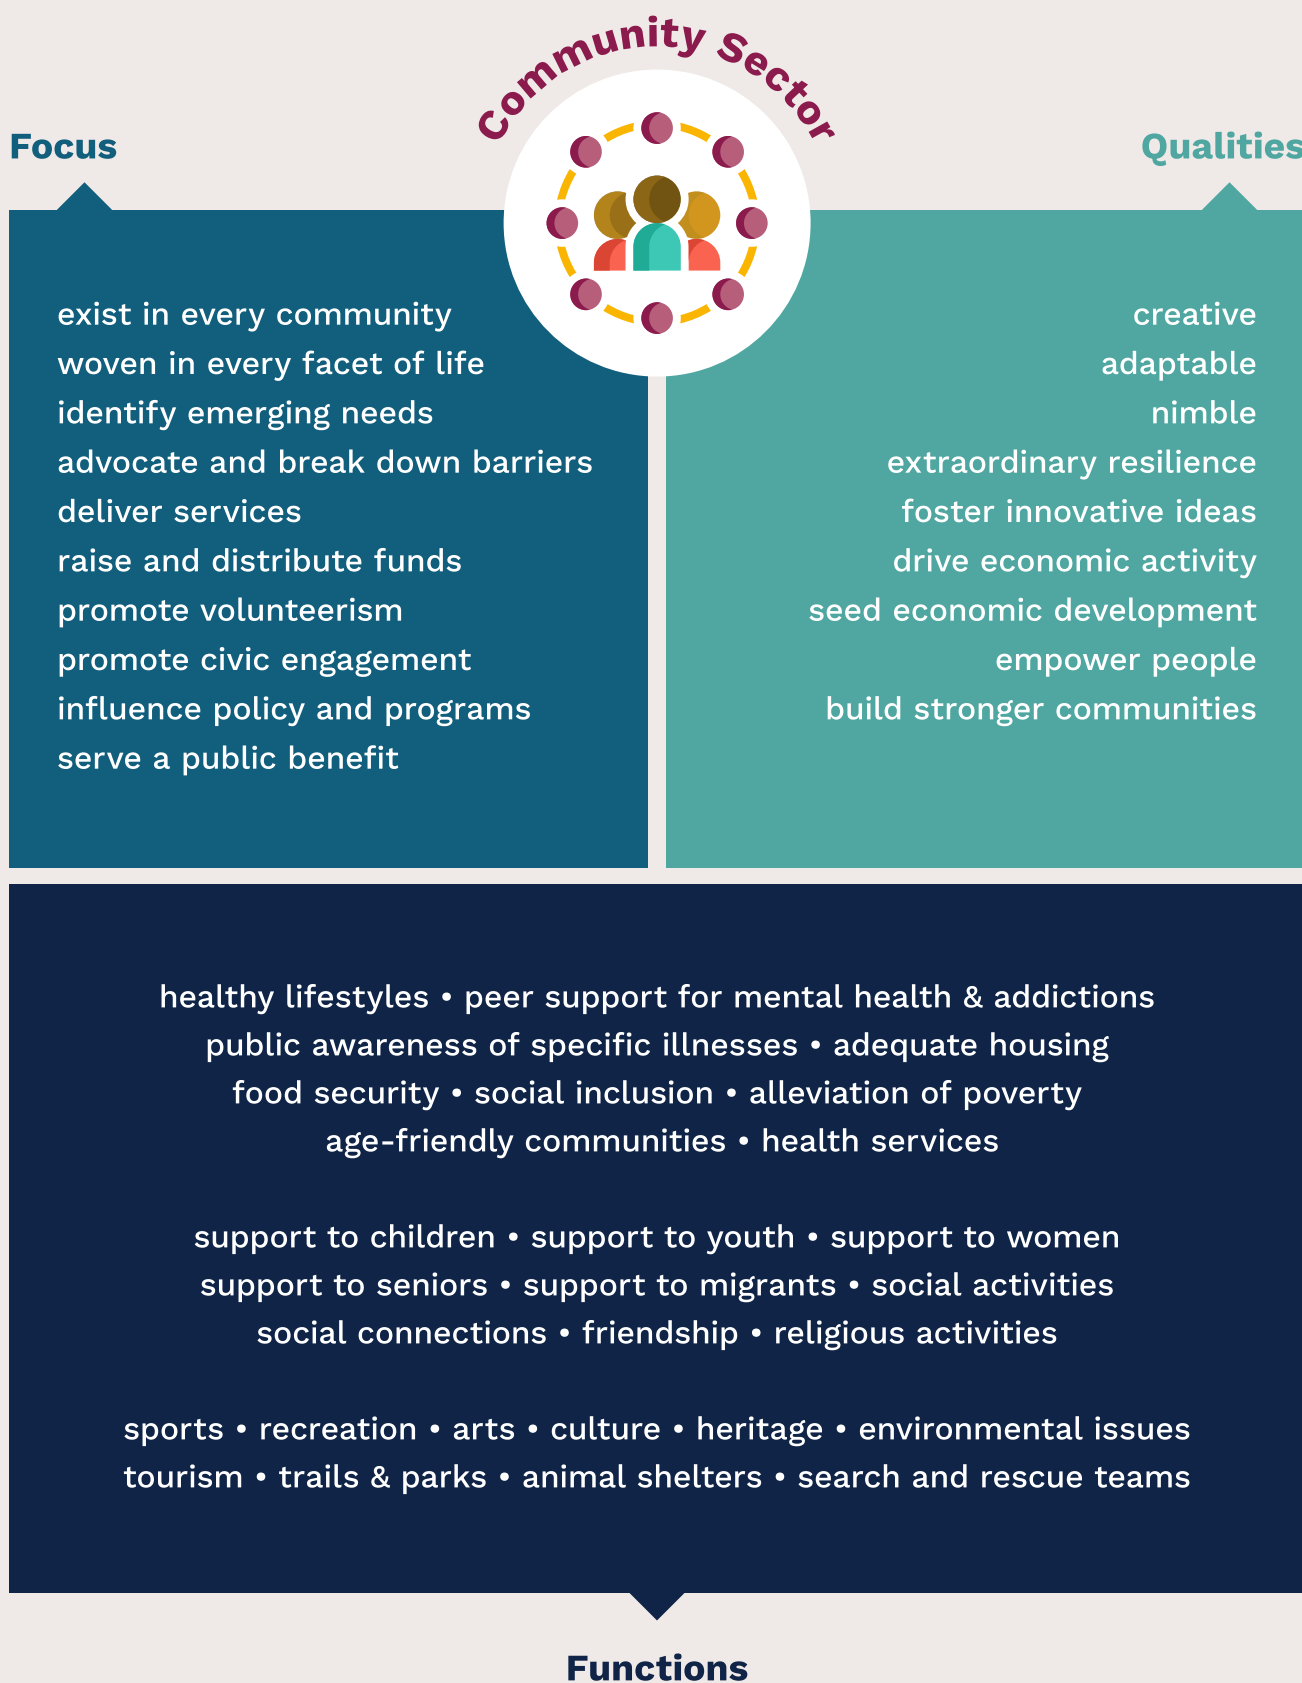 Community Sector
Focus
exist in every community
woven in every facet of life
identify emerging needs
advocate and break down barriers
deliver services
raise and distribute funds
promote volunteerism
promote civic engagement
influence policy and programs
serve a public benefit
Qualities
creative
adaptable
nimble
extraordinary resilience
foster innovative ideas
drive economic activity
seed economic development
empower people
build stronger communities
healthy lifestyles • peer support for mental health & addictions
public awareness of specific illnesses • adequate housing
food security • social inclusion • alleviation of poverty
age-friendly communities • health services
support to children • support to youth • support to women
support to seniors • support to migrants • social activities
social connections • friendship • religious activities
sports • recreation • arts • culture • heritage • environmental issues
tourism • trails & parks • animal shelters • search and rescue teams
Functions